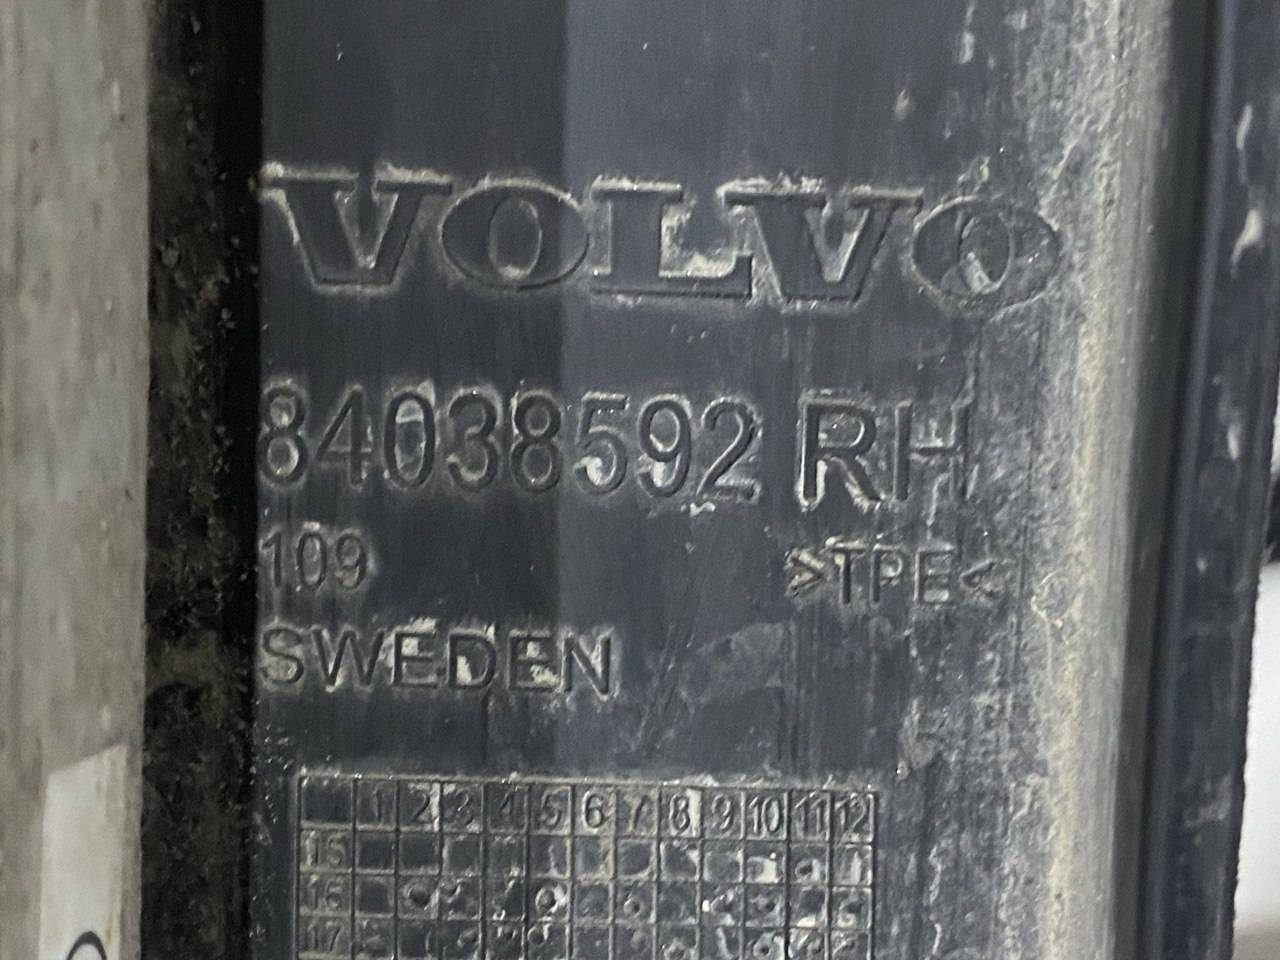 VOLVO
84038592 RH
109 >TPE<
SWEDEN
1 2 3 4 5 6 7 8 9 10 11 12
15
16
17